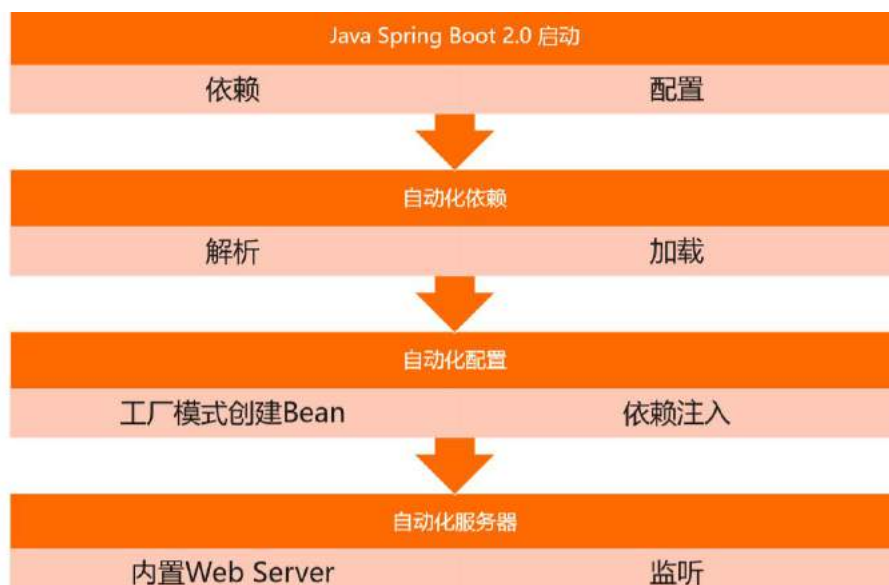 Java Spring Boot 2.0 启动
依赖 配置
自动化依赖
解析 加载
自动化配置
工厂模式创建Bean 依赖注入
自动化服务器
内置Web Server 监听